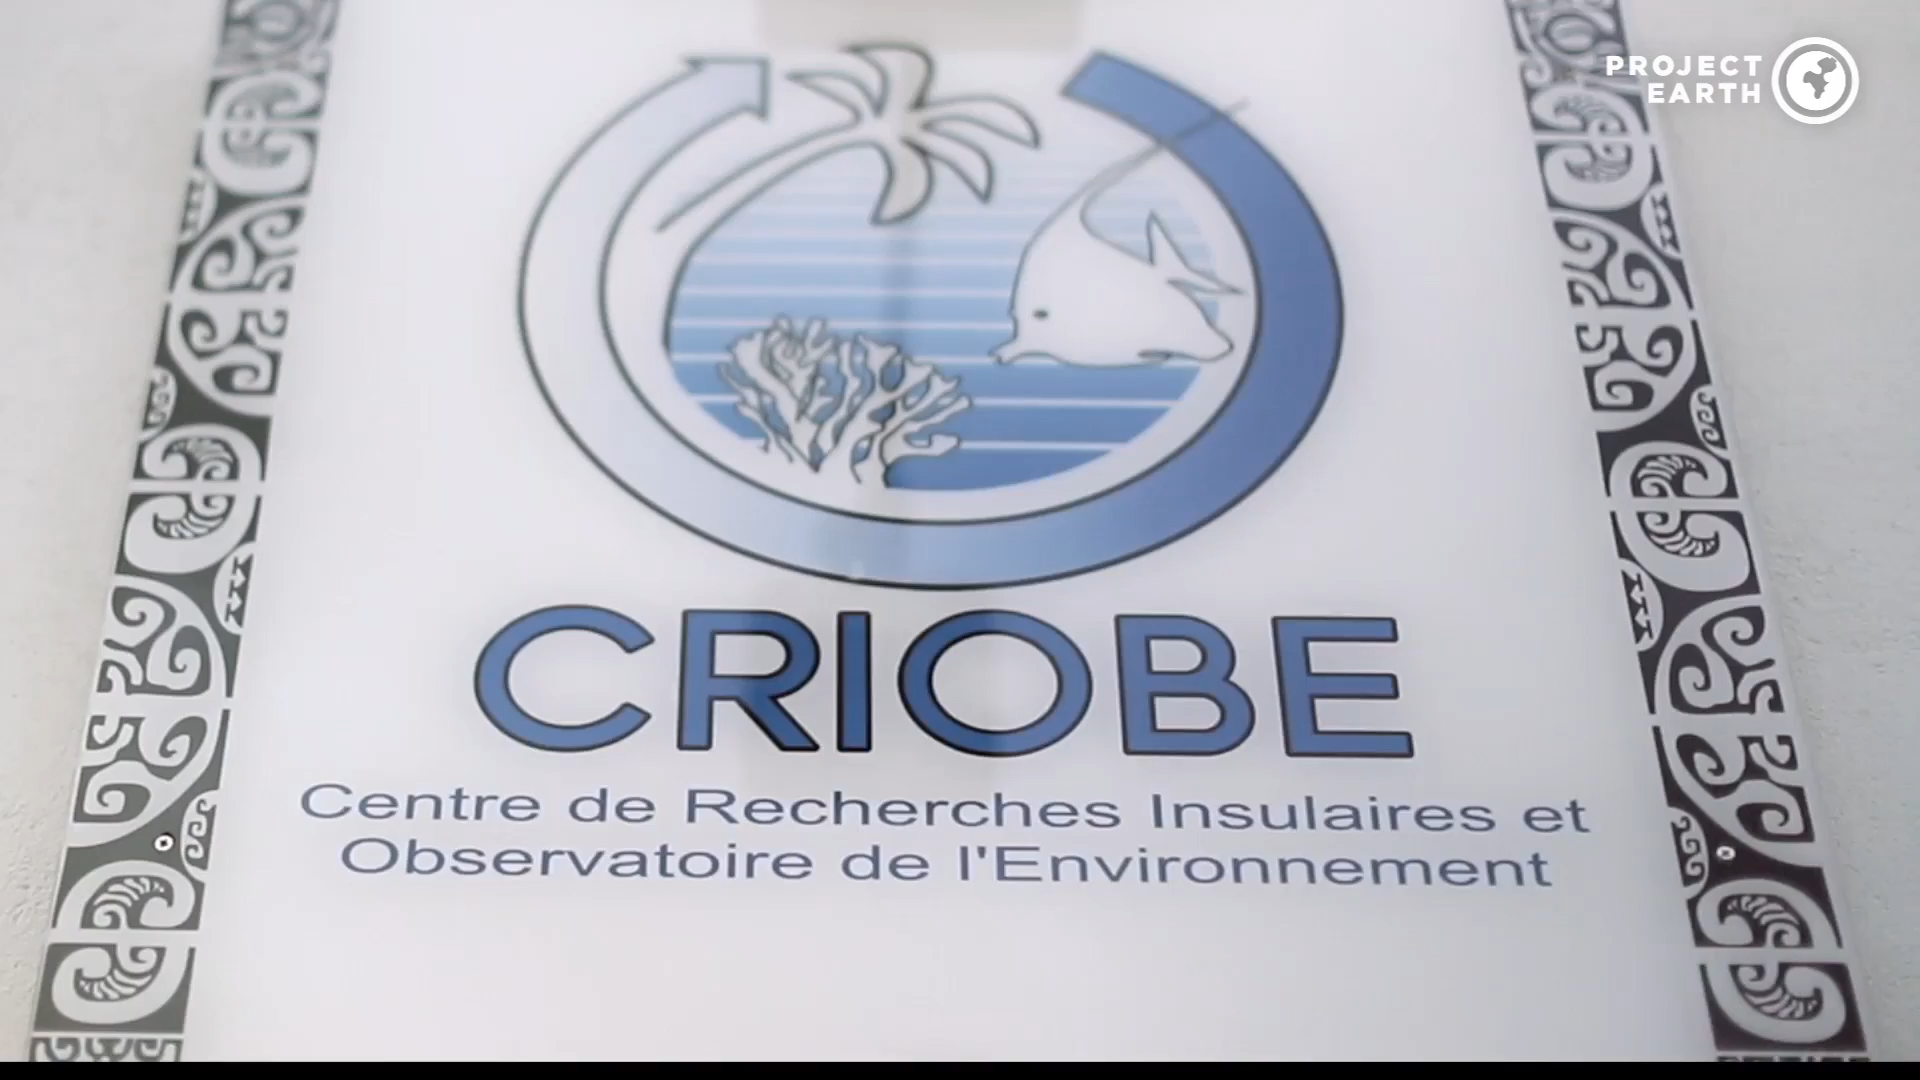 PROJECT
EARTH
CRIOBE
Centre de Recherches Insulaires et
Observatoire de l'Environnement